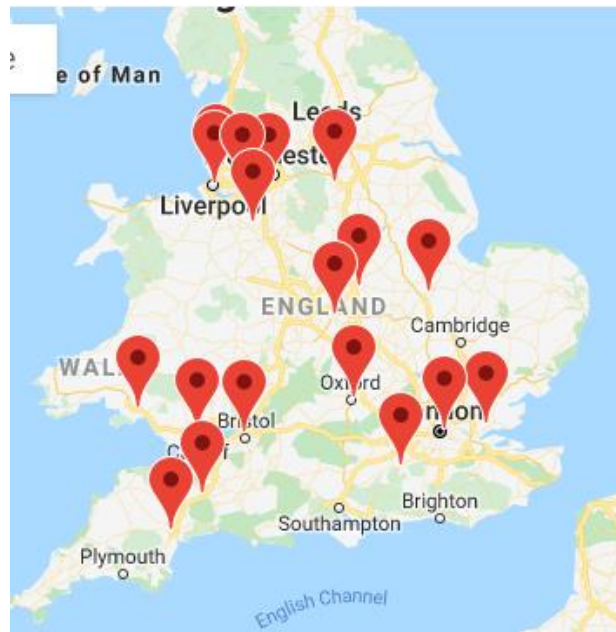 e of Man
Leeds
Liverpool
ENGLAND
Cambridge
WAL
Oxford
Bristol
Brighton
Southampton
Plymouth
English Channel